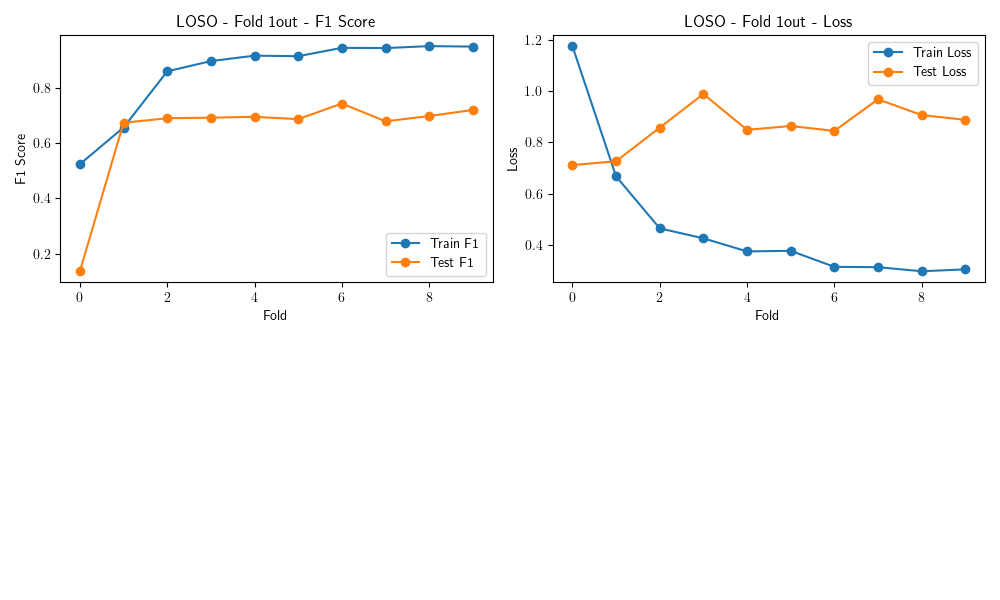 LOSO - Fold 1out - F1 Score
F1 Score
0.8
0.6
0.4
0.2
Train F1
Test F1
0 2 4 6 8
Fold
LOSO - Fold 1out - Loss
Loss
1.2
1.0
0.8
0.6
0.4
Train Loss
Test Loss
0 2 4 6 8
Fold